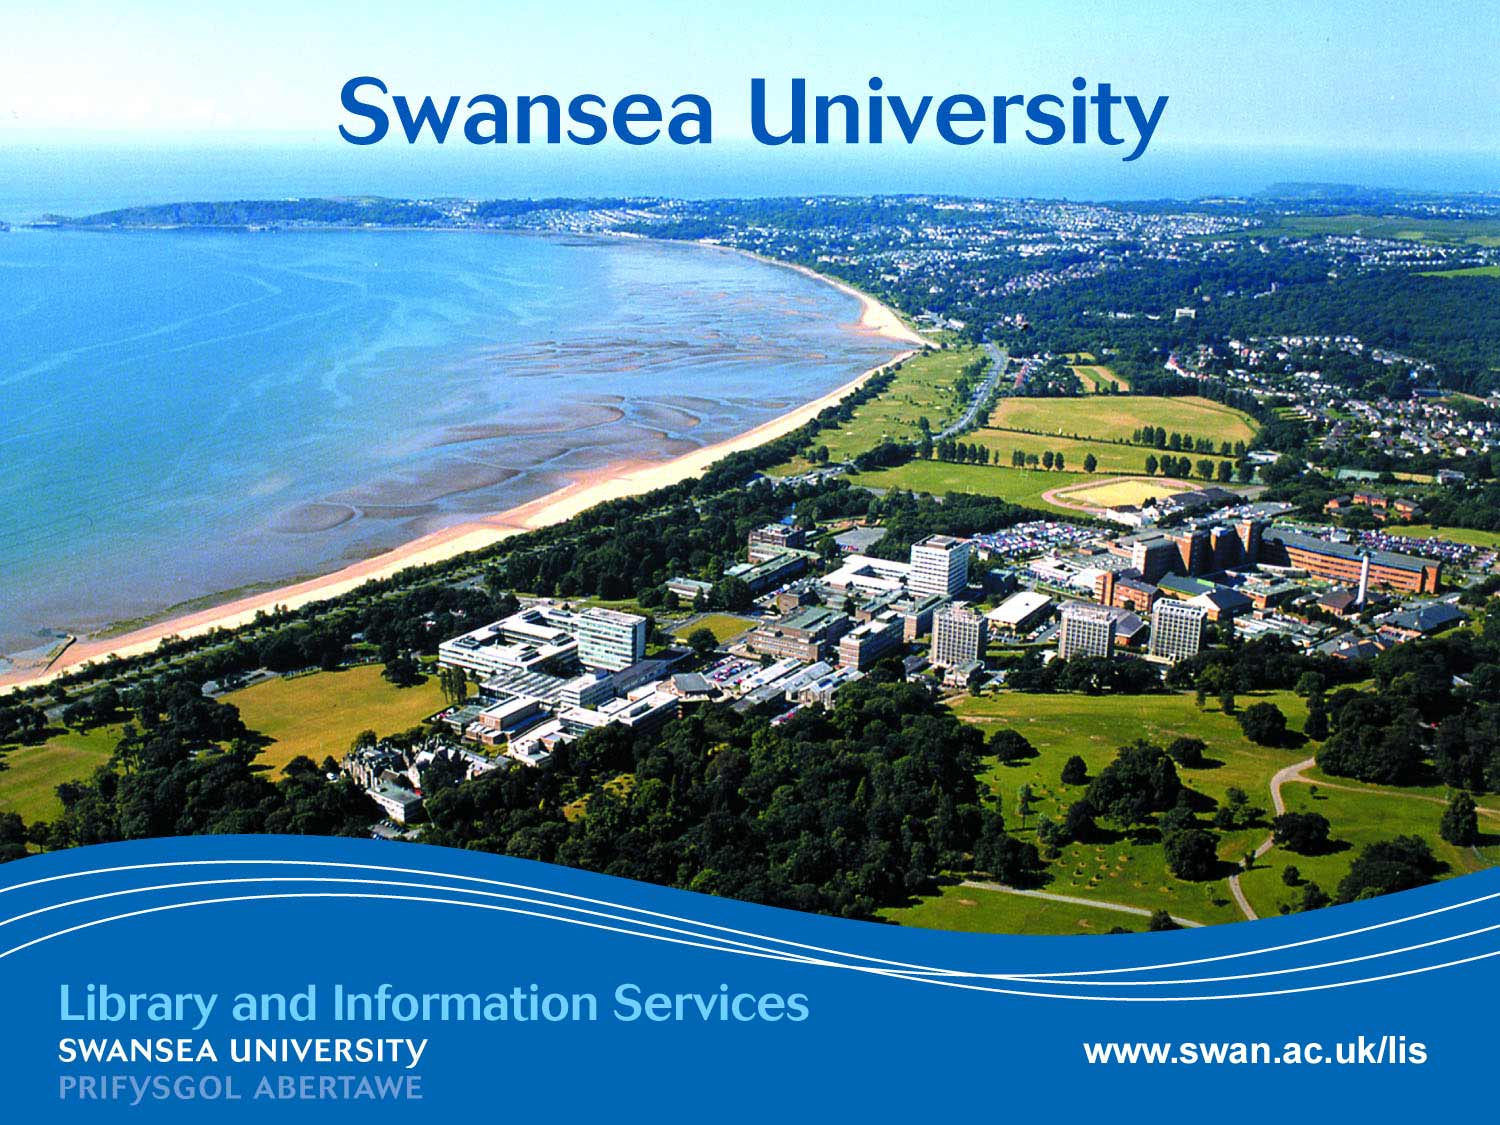 Swansea University
Library and Information Services
SWANSEA UNIVERSITY
PRIFYSGOL ABERTAWE
www.swan.ac.uk/lis